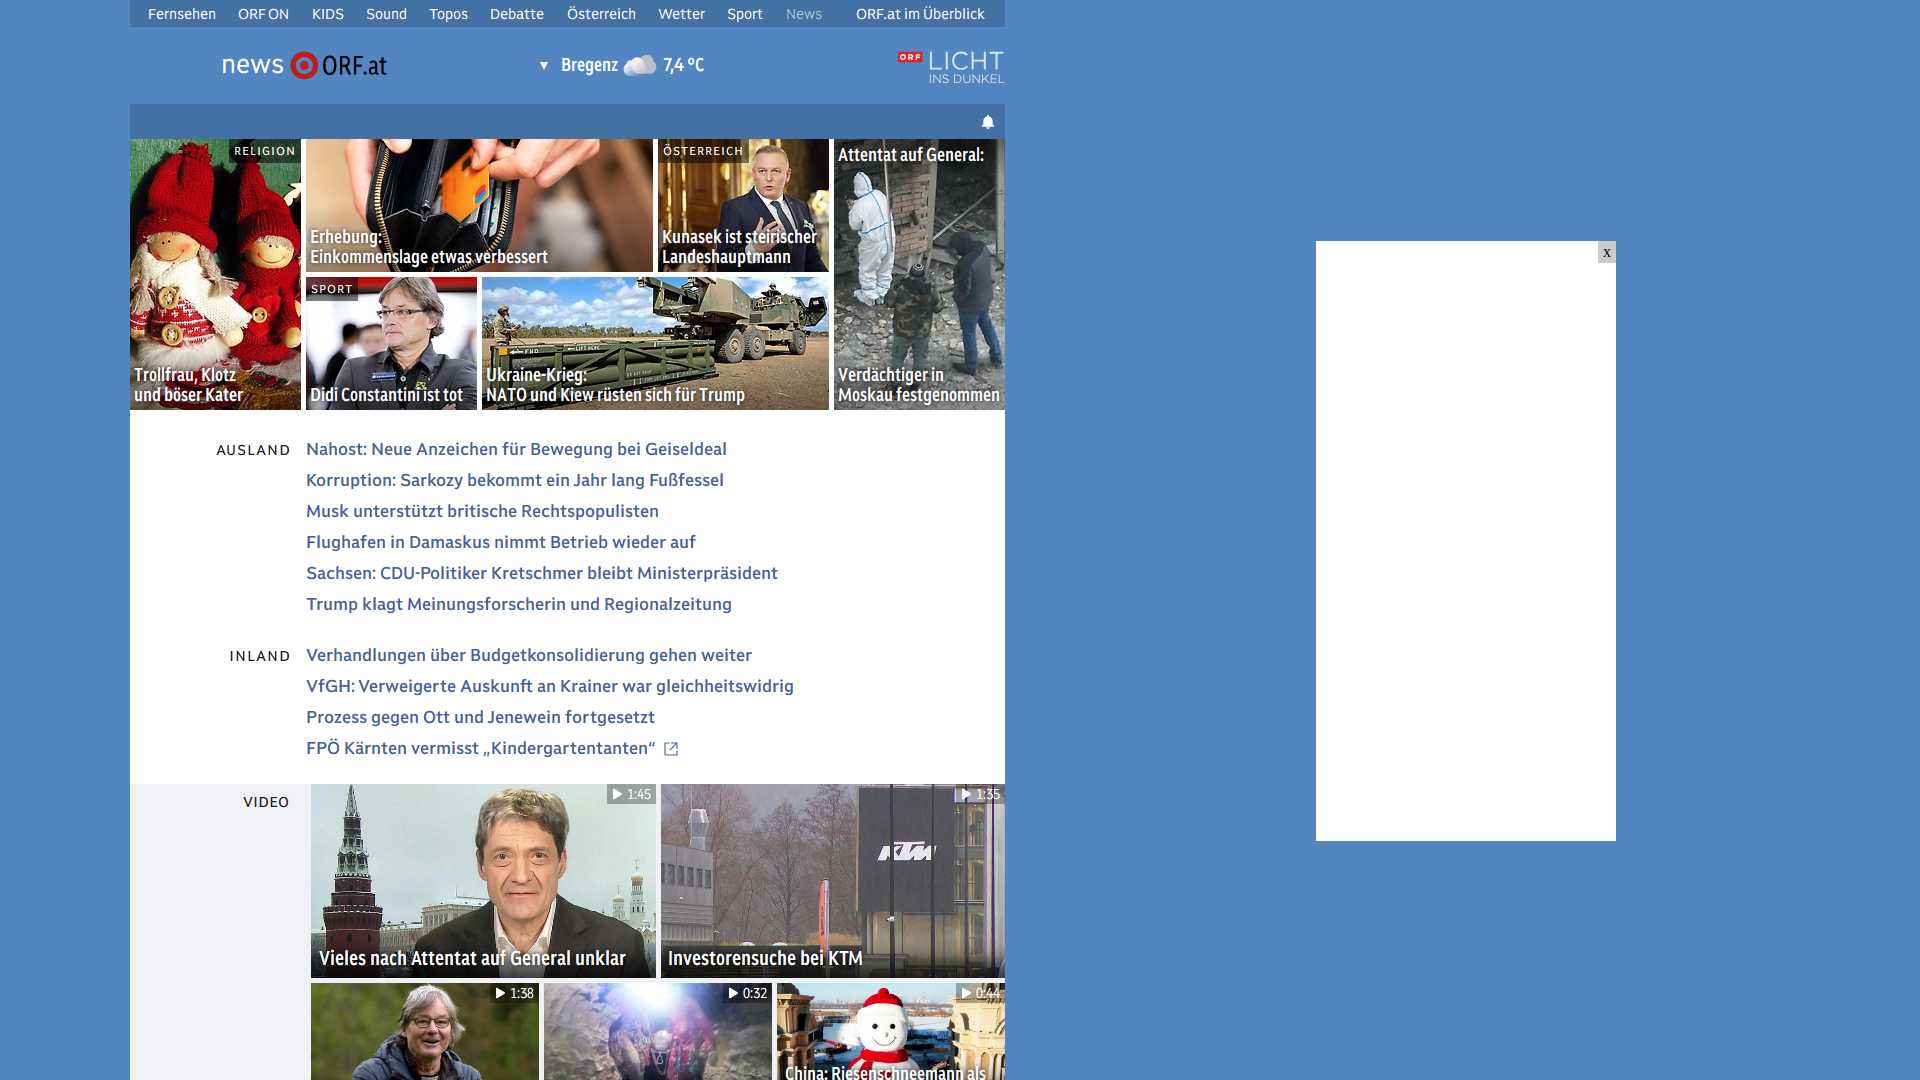 Fernsehen ORF ON KIDS Sound Topos Debatte Österreich Wetter Sport News ORF.at im Überblick
news ORF.at
▼ Bregenz 7,4 °C
ORF LICHT
INS DUNKEL
RELIGION
Trollfrau, Klotz
und böser Kater
Erhebung:
Einkommenslage etwas verbessert
ÖSTERREICH
Kunasek ist steirischer
Landeshauptmann
Attentat auf General:
Verdächtiger in
Moskau festgenommen
SPORT
Didi Constantini ist tot
Ukraine-Krieg:
NATO und Kiew rüsten sich für Trump
x
AUSLAND
Nahost: Neue Anzeichen für Bewegung bei Geiseldeal
Korruption: Sarkozy bekommt ein Jahr lang Fußfessel
Musk unterstützt britische Rechtspopulisten
Flughafen in Damaskus nimmt Betrieb wieder auf
Sachsen: CDU-Politiker Kretschmer bleibt Ministerpräsident
Trump klagt Meinungsforscherin und Regionalzeitung
INLAND
Verhandlungen über Budgetkonsolidierung gehen weiter
VfGH: Verweigerte Auskunft an Krainer war gleichheitswidrig
Prozess gegen Ott und Jenewein fortgesetzt
FPÖ Kärnten vermisst „Kindergartentanten“
VIDEO
1:45
Vieles nach Attentat auf General unklar
1:35
KTM
Investorensuche bei KTM
1:38
0:32
0:44
China: Riesenschneemann als